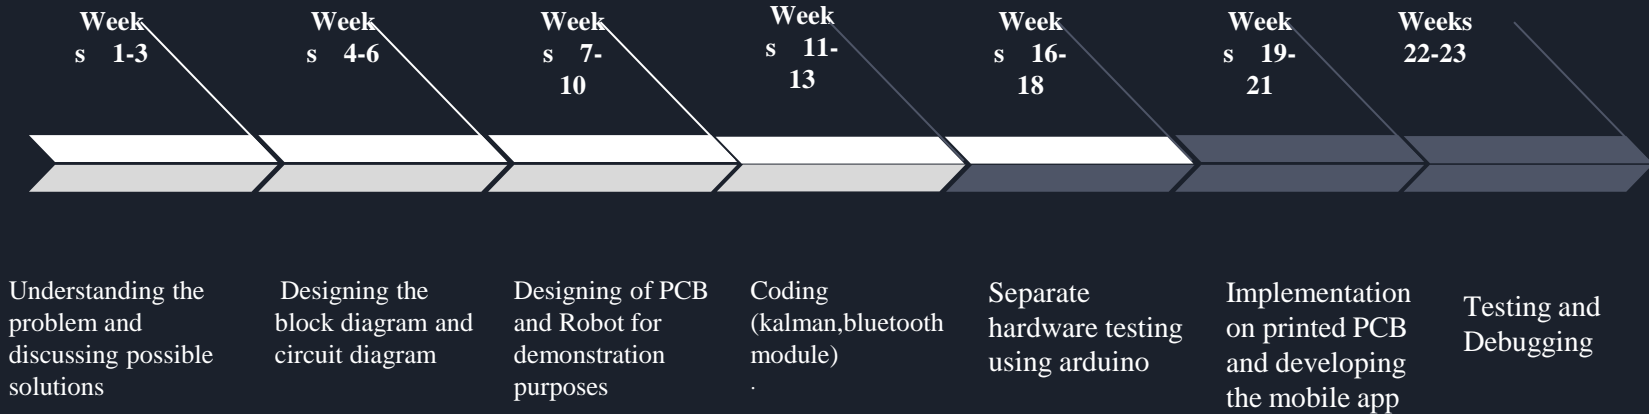 Week
s 1-3
Week
s 4-6
Week
s 7-
10
Week
s 11-
13
Week
s 16-
18
Week
s 19-
21
Weeks
22-23
Understanding the
problem and
discussing possible
solutions
Designing the
block diagram and
circuit diagram
Designing of PCB
and Robot for
demonstration
purposes
Coding
(kalman,bluetooth
module)
.
Separate
hardware testing
using arduino
Implementation
on printed PCB
and developing
the mobile app
Testing and
Debugging